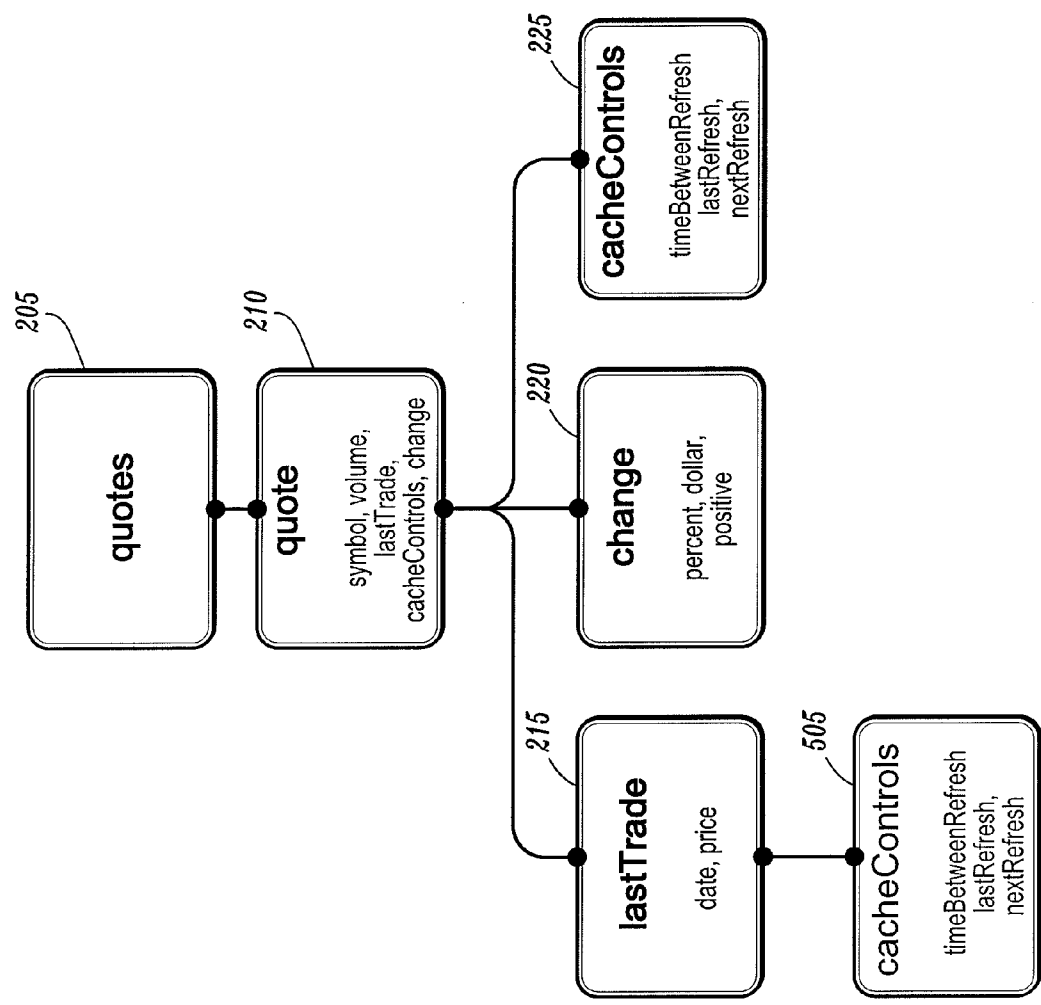 205
quotes
210
quote
symbol, volume,
lastTrade,
cacheControls, change
215
lastTrade
date, price
220
change
percent, dollar,
positive
225
cacheControls
timeBetweenRefresh
lastRefresh,
nextRefresh
505
cacheControls
timeBetweenRefresh
lastRefresh,
nextRefresh